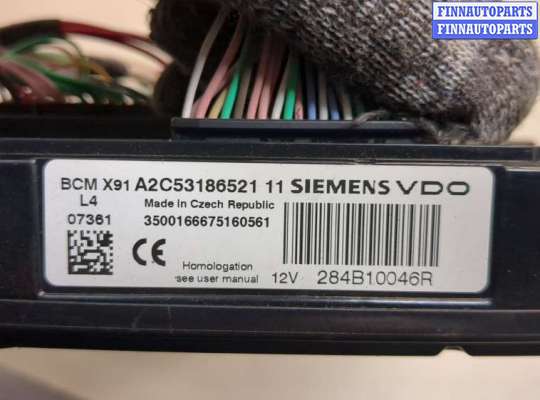 FINNAUTOPARTS
FINNAUTOPARTS
FINNAUTOPARTS
BCM X91 A2C53186521 11 SIEMENS VDO
L4 Made in Czech Republic
07361 3500166675160561
CE
Homologation
see user manual 12V 284B10046R